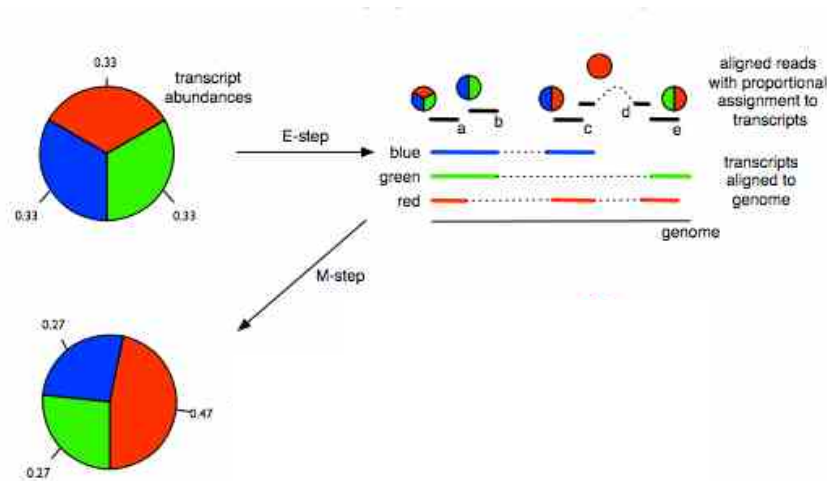 0.33
transcript
abundances
0.33
0.33
E-step
a
b
c
d
e
aligned reads
with proportional
assignment to
transcripts
blue
green
red
transcripts
aligned to
genome
genome
M-step
0.27
0.47
0.27